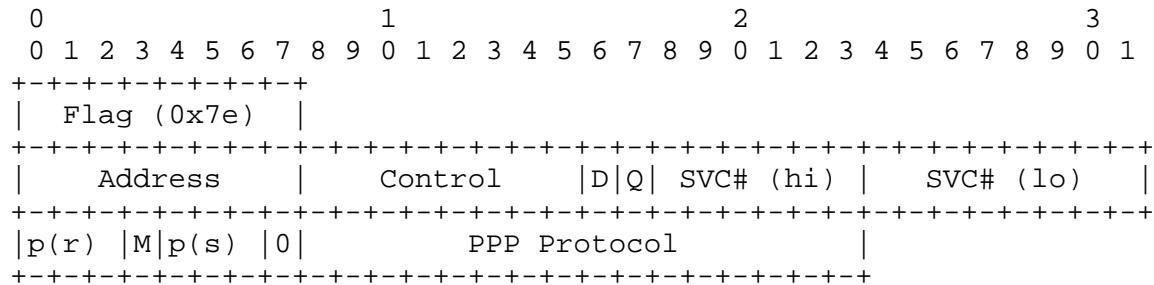 0                   1                   2                   3
 0 1 2 3 4 5 6 7 8 9 0 1 2 3 4 5 6 7 8 9 0 1 2 3 4 5 6 7 8 9 0 1
+-+-+-+-+-+-+-+-+
|  Flag (0x7e)  |
+-+-+-+-+-+-+-+-+-+-+-+-+-+-+-+-+-+-+-+-+-+-+-+-+-+-+-+-+-+-+-+-+
|    Address    |    Control    |D|Q| SVC# (hi) |   SVC# (lo)   |
+-+-+-+-+-+-+-+-+-+-+-+-+-+-+-+-+-+-+-+-+-+-+-+-+-+-+-+-+-+-+-+-+
|p(r) |M|p(s) |0|         PPP Protocol          |
+-+-+-+-+-+-+-+-+-+-+-+-+-+-+-+-+-+-+-+-+-+-+-+-+